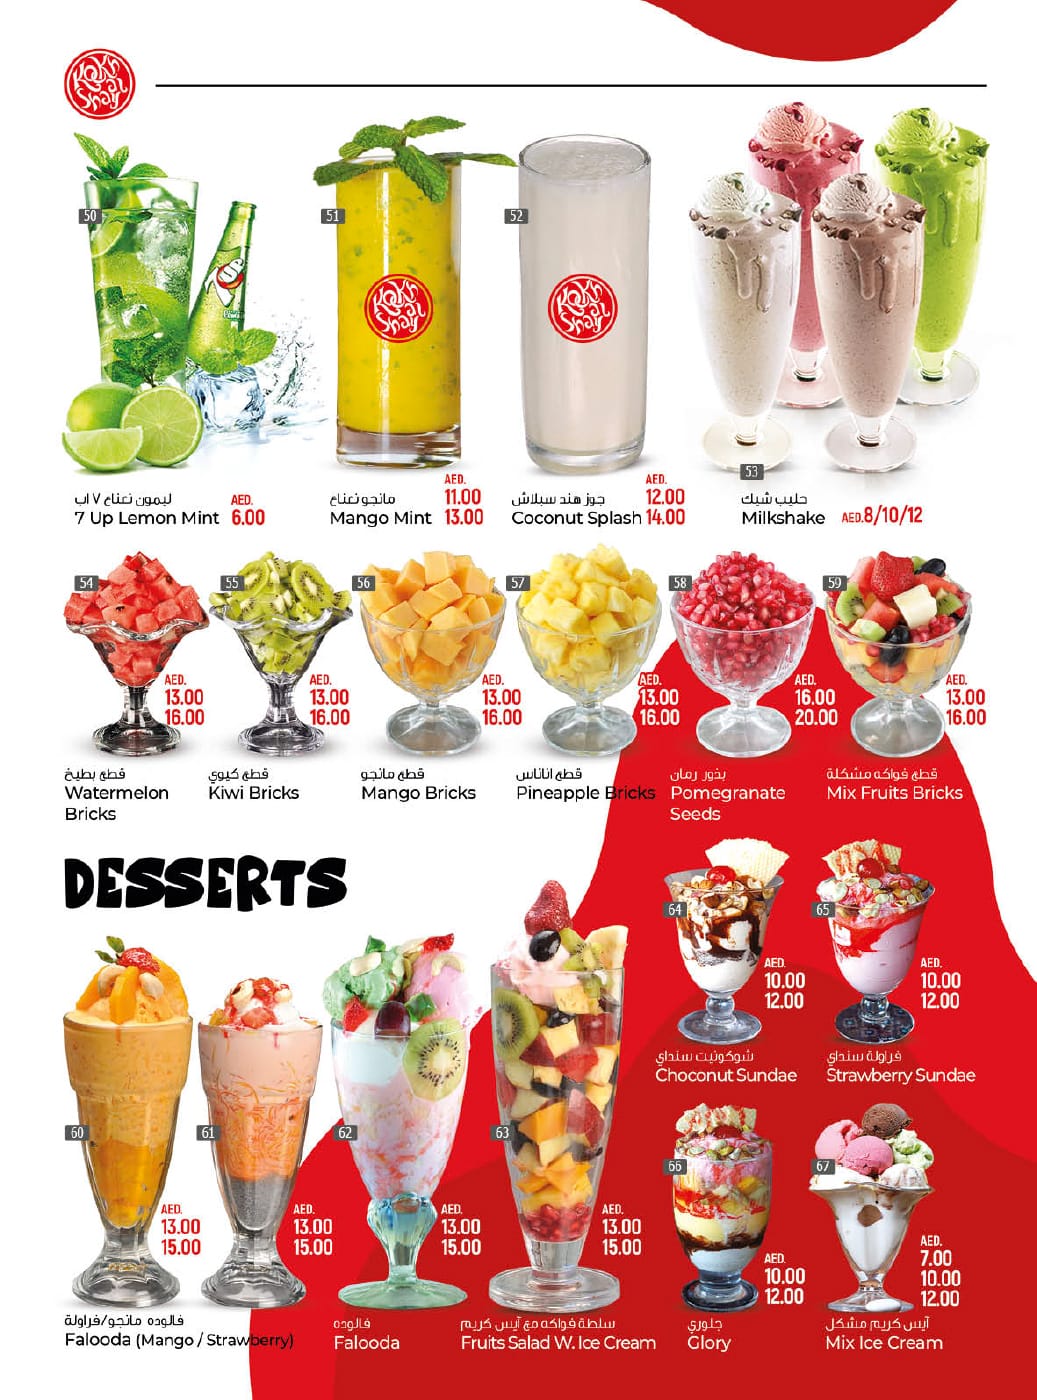 Kok'n
Shay
50
51
52
53
Kok'n
Shay
Kok'n
Shay
ليمون نعناع ٧ اب
7 Up Lemon Mint
AED.
6.00
مانجو نعناع
Mango Mint
AED.
11.00
13.00
جوز هند سبلاش
Coconut Splash
AED.
12.00
14.00
حليب شيك
Milkshake
AED.8/10/12
54
55
56
57
58
59
AED.
13.00
16.00
AED.
13.00
16.00
AED.
13.00
16.00
AED.
13.00
16.00
AED.
16.00
20.00
AED.
13.00
16.00
قطع بطيخ
Watermelon
Bricks
قطع كيوي
Kiwi Bricks
قطع مانجو
Mango Bricks
قطع اناناس
Pineapple Bricks
بذور رمان
Pomegranate
Seeds
قطع فواكه مشكلة
Mix Fruits Bricks
DESSERTS
64
AED.
10.00
12.00
65
AED.
10.00
12.00
شوكونيت سنداي
Choconut Sundae
فراولة سنداي
Strawberry Sundae
60
AED.
13.00
15.00
61
AED.
13.00
15.00
62
AED.
13.00
15.00
63
AED.
13.00
15.00
66
AED.
10.00
12.00
67
AED.
7.00
10.00
12.00
فالوده مانجو/فراولة
Falooda (Mango / Strawberry)
فالوده
Falooda
سلطة فواكه مع آيس كريم
Fruits Salad W. Ice Cream
جلوري
Glory
آيس كريم مشكل
Mix Ice Cream